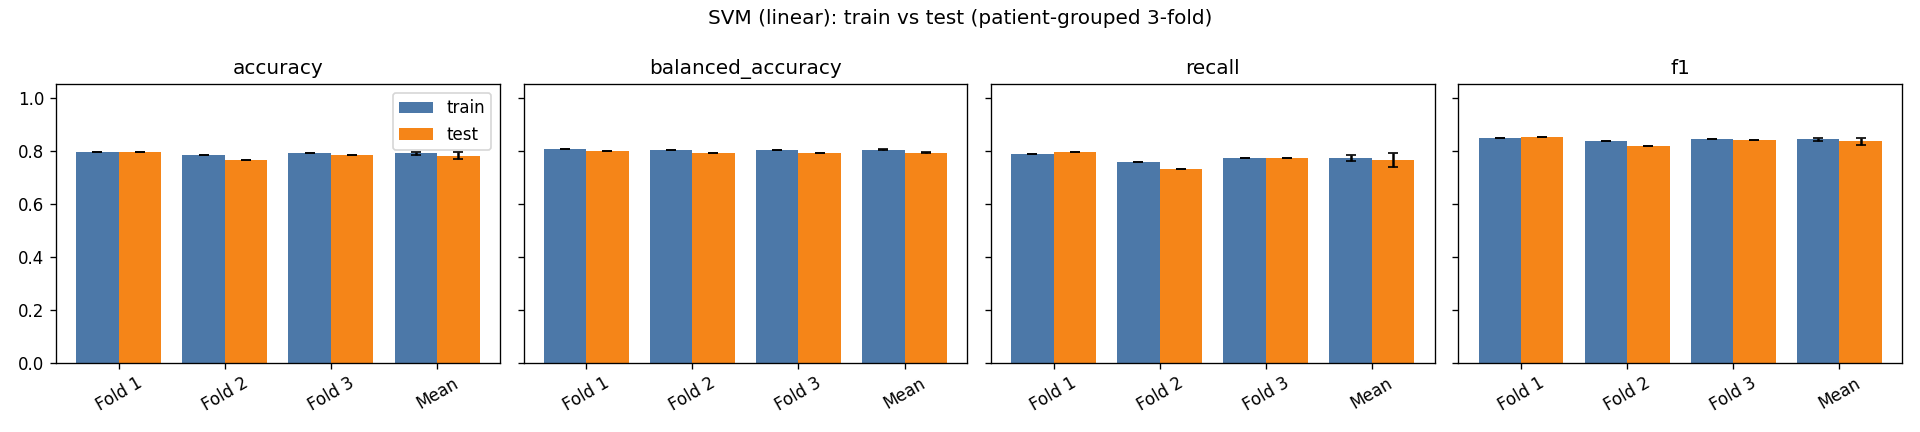 SVM (linear): train vs test (patient-grouped 3-fold)
accuracy
balanced_accuracy
recall
f1
train
test
1.0
0.8
0.6
0.4
0.2
0.0
Fold 1
Fold 2
Fold 3
Mean
Fold 1
Fold 2
Fold 3
Mean
Fold 1
Fold 2
Fold 3
Mean
Fold 1
Fold 2
Fold 3
Mean